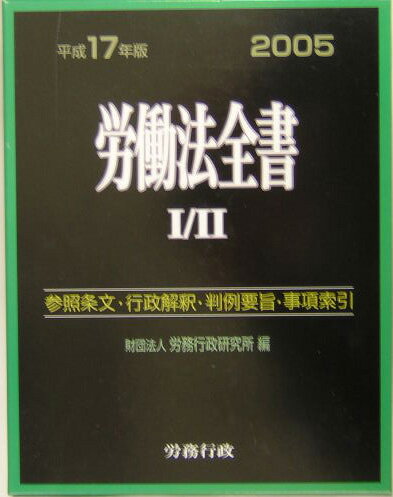 平成17年版 2005
労働法全書
I/II
参照条文・行政解釈・判例要旨・事項索引
財団法人 労務行政研究所 編
労務行政